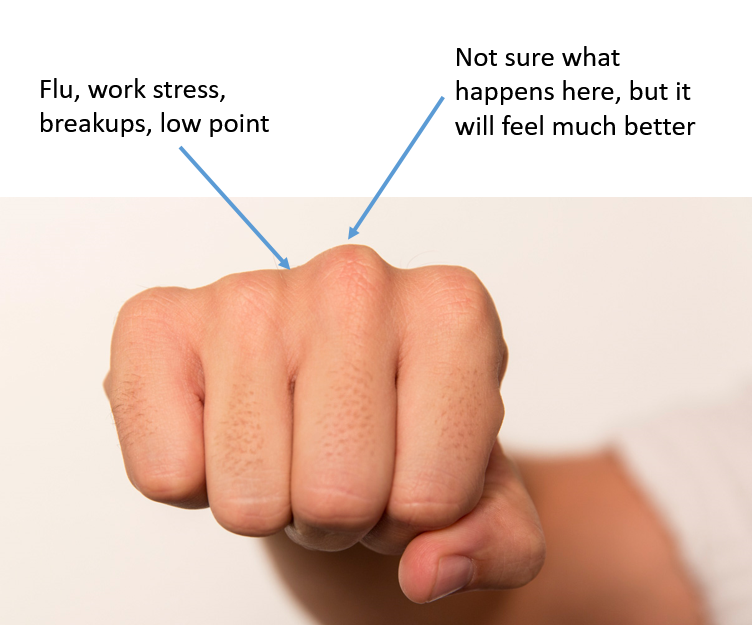 Flu, work stress,
breakups, low point
Not sure what
happens here, but it
will feel much better